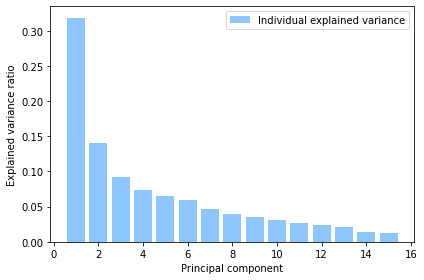 Individual explained variance
Explained variance ratio
0.30
0.25
0.20
0.15
0.10
0.05
0.00
0 2 4 6 8 10 12 14 16
Principal component